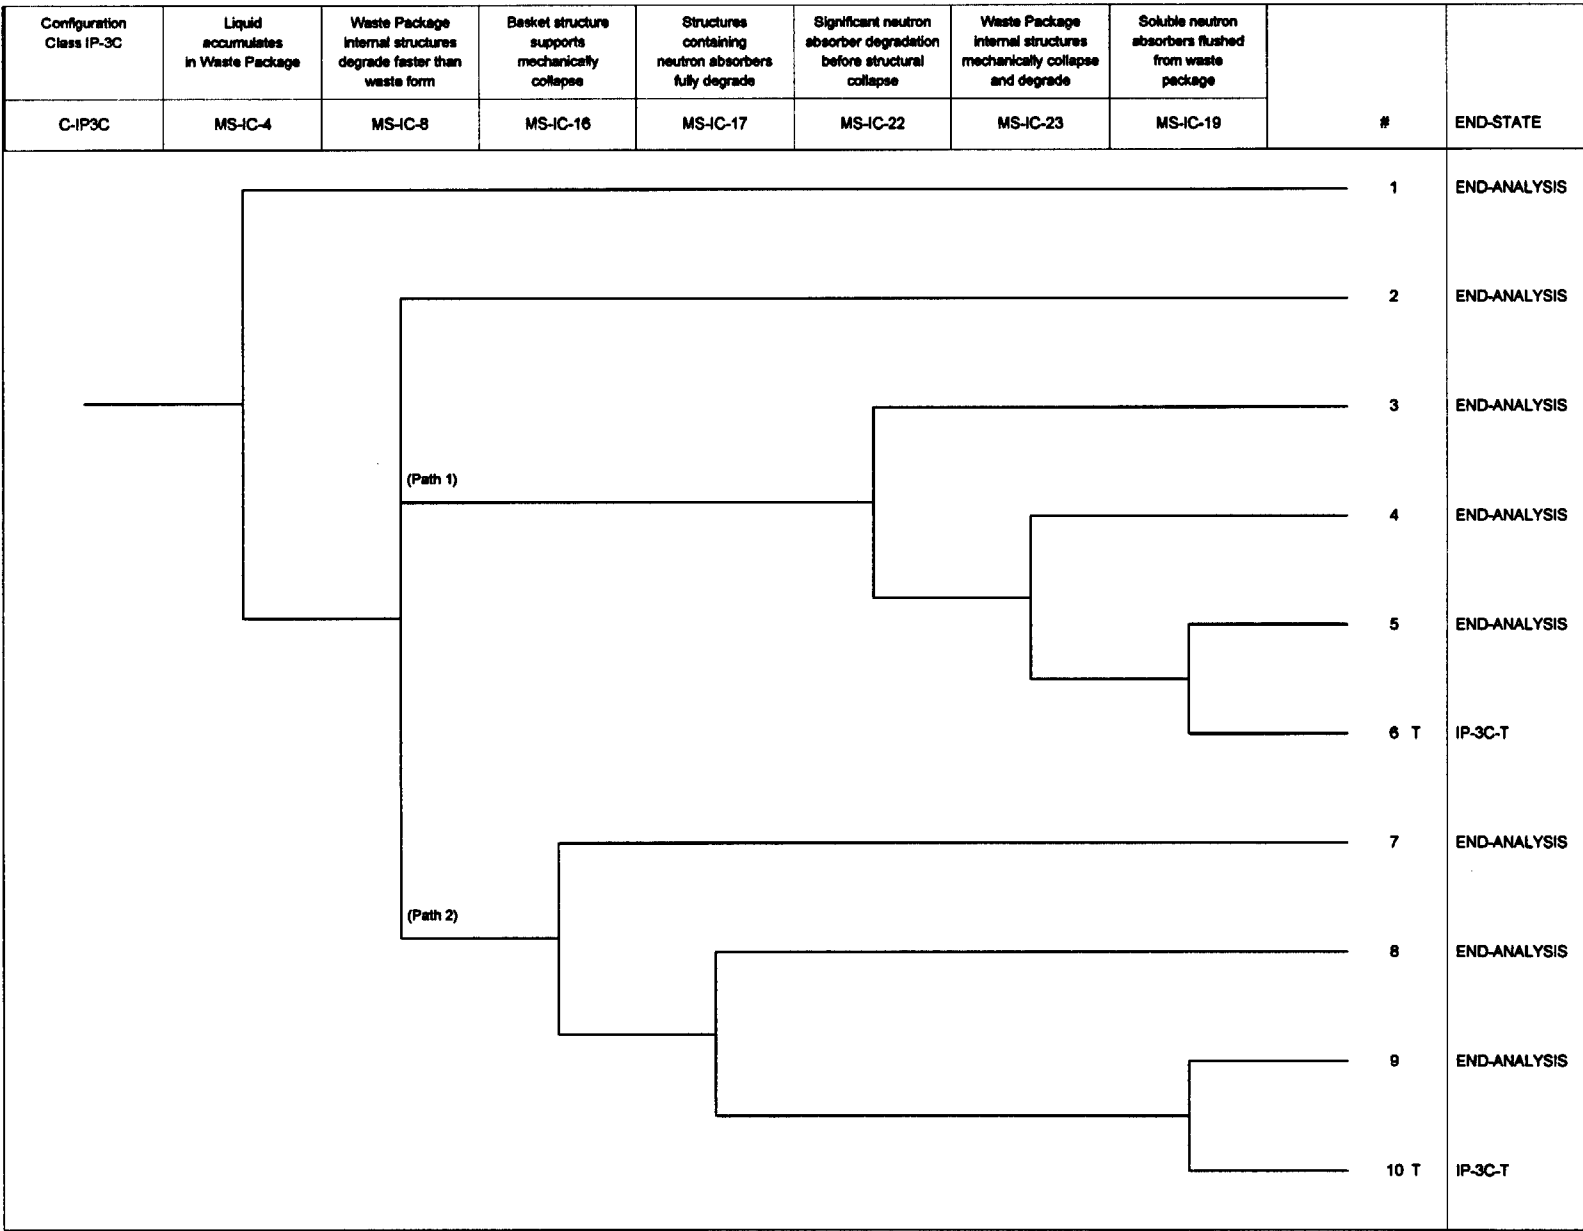 Configuration
Class IP-3C
Liquid
accumulates
in Waste Package
Waste Package
internal structures
degrade faster than
waste form
Basket structure
supports
mechanically
collapse
Structures
containing
neutron absorbers
fully degrade
Significant neutron
absorber degradation
before structural
collapse
Waste Package
internal structures
mechanically collapse
and degrade
Soluble neutron
absorbers flushed
from waste
package
C-IP3C
MS-IC-4
MS-IC-8
MS-IC-16
MS-IC-17
MS-IC-22
MS-IC-23
MS-IC-19
#
END-STATE
1 END-ANALYSIS
2 END-ANALYSIS
3 END-ANALYSIS
(Path 1)
4 END-ANALYSIS
5 END-ANALYSIS
6 T IP-3C-T
7 END-ANALYSIS
(Path 2)
8 END-ANALYSIS
9 END-ANALYSIS
10 T IP-3C-T